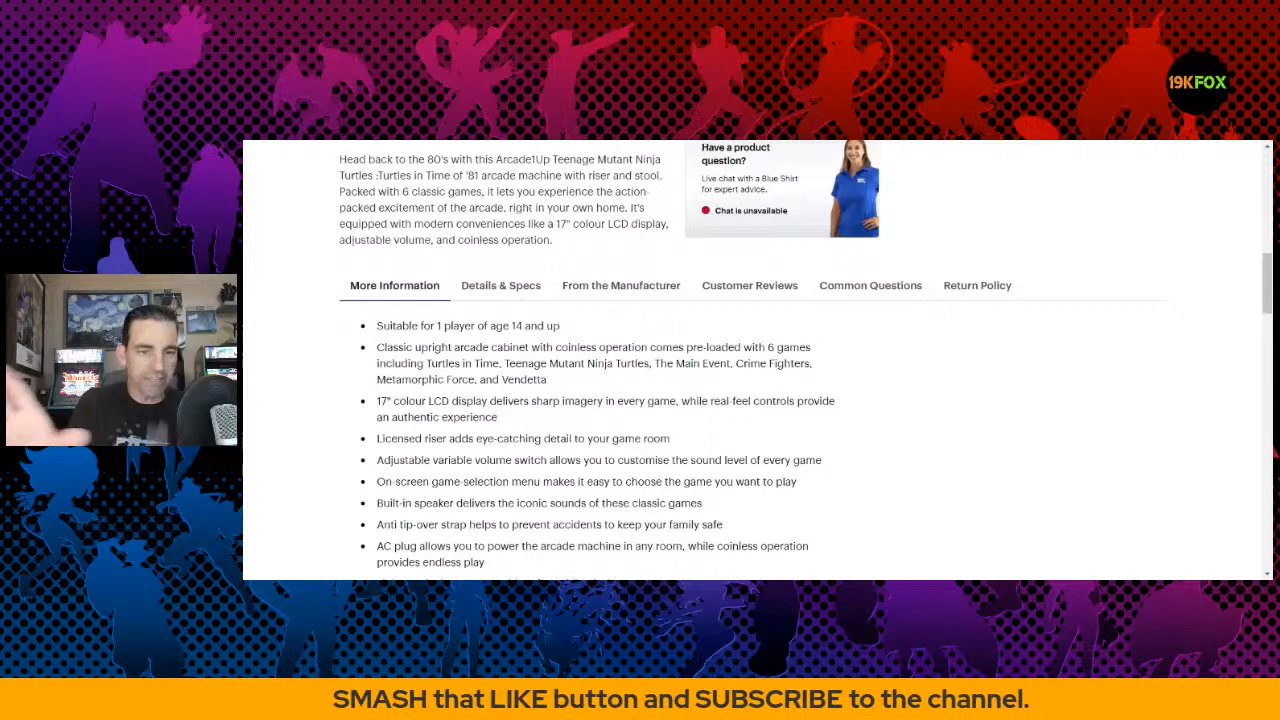 19KFOX
Head back to the 80's with this Arcade1Up Teenage Mutant Ninja
Turtles :Turtles in Time of '81 arcade machine with riser and stool.
Packed with 6 classic games, it lets you experience the action-
packed excitement of the arcade, right in your own home. It's
equipped with modern conveniences like a 17" colour LCD display,
adjustable volume, and coinless operation.
Have a product
question?
Live chat with a Blue Shirt
for expert advice.
Chat is unavailable
More Information Details & Specs From the Manufacturer Customer Reviews Common Questions Return Policy
Suitable for 1 player of age 14 and up
Classic upright arcade cabinet with coinless operation comes pre-loaded with 6 games
including Turtles in Time, Teenage Mutant Ninja Turtles, The Main Event, Crime Fighters,
Metamorphic Force, and Vendetta
17" colour LCD display delivers sharp imagery in every game, while real-feel controls provide
an authentic experience
Licensed riser adds eye-catching detail to your game room
Adjustable variable volume switch allows you to customise the sound level of every game
On-screen game-selection menu makes it easy to choose the game you want to play
Built-in speaker delivers the iconic sounds of these classic games
Anti tip-over strap helps to prevent accidents to keep your family safe
AC plug allows you to power the arcade machine in any room, while coinless operation
provides endless play
SMASH that LIKE button and SUBSCRIBE to the channel.